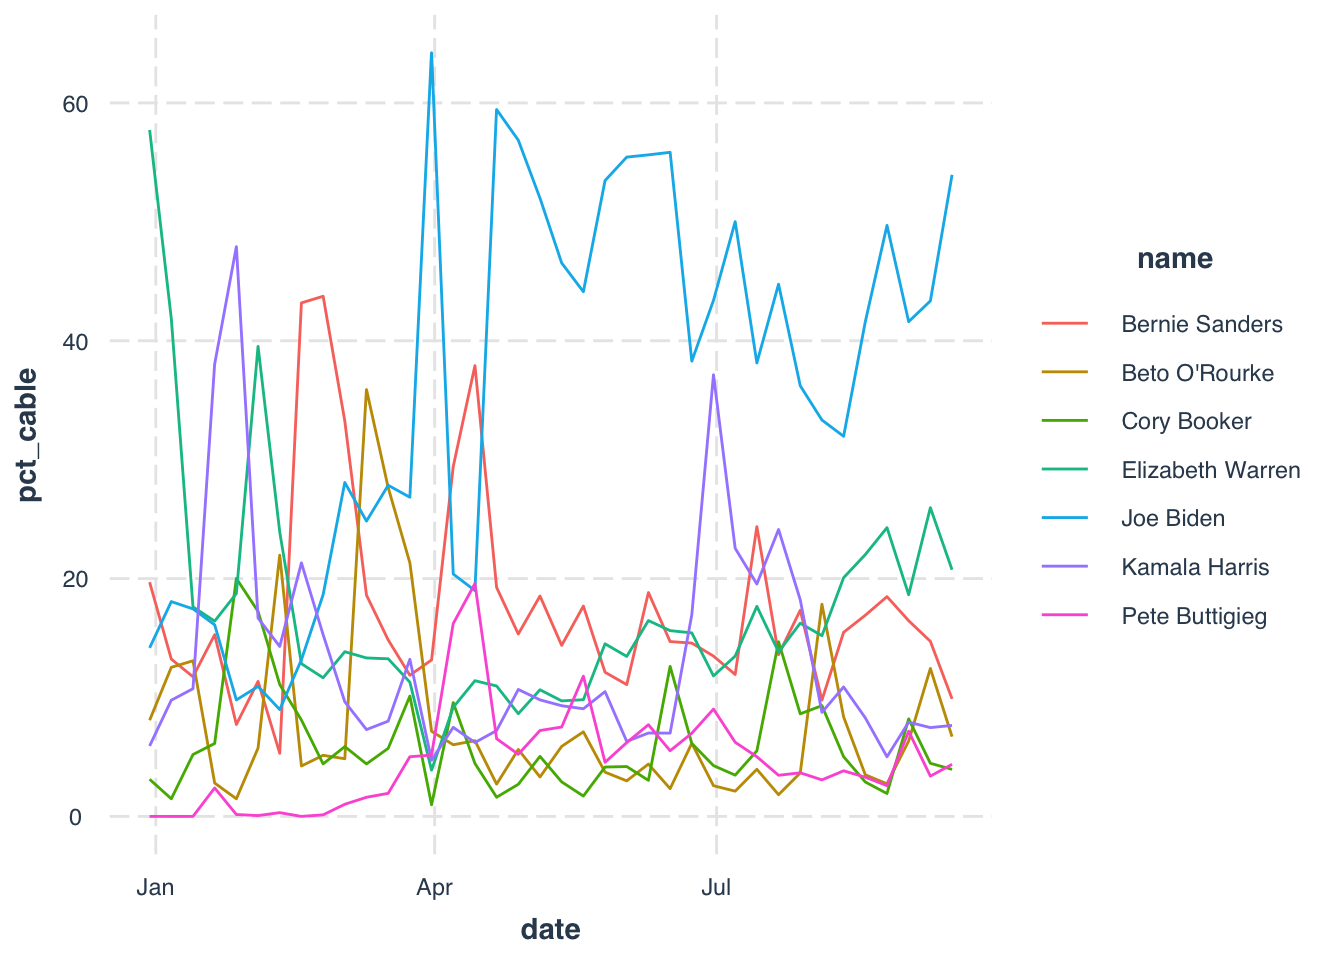 60
40
20
0
pct_cable
Jan
Apr
Jul
date
name
Bernie Sanders
Beto O'Rourke
Cory Booker
Elizabeth Warren
Joe Biden
Kamala Harris
Pete Buttigieg